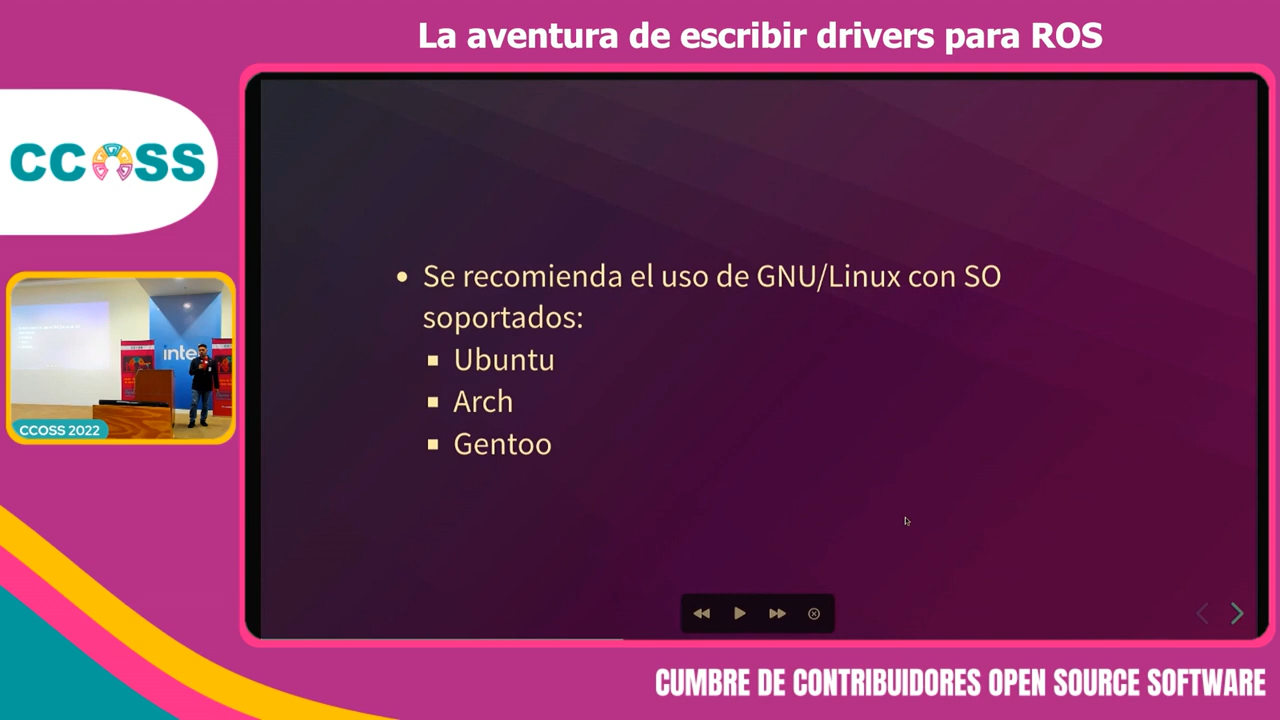 La aventura de escribir drivers para ROS
CCOSS
• Se recomienda el uso de GNU/Linux con SO
soportados:
▪ Ubuntu
▪ Arch
▪ Gentoo
intel
CCOSS 2022
CUMBRE DE CONTRIBUIDORES OPEN SOURCE SOFTWARE